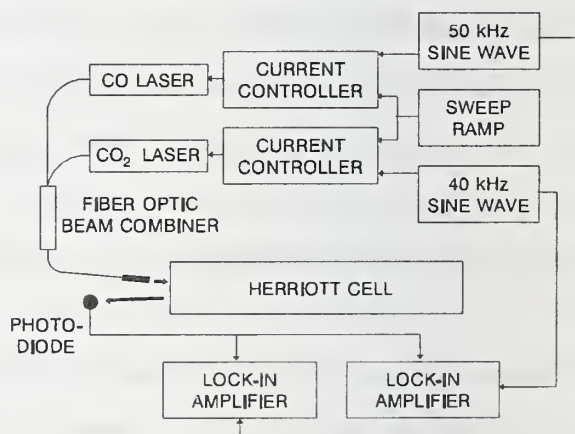 50 kHz
SINE WAVE
CURRENT
CONTROLLER
CO LASER
SWEEP
RAMP
CURRENT
CONTROLLER
CO₂ LASER
40 kHz
SINE WAVE
FIBER OPTIC
BEAM COMBINER
HERRIOTT CELL
PHOTO-
DIODE
LOCK-IN
AMPLIFIER
LOCK-IN
AMPLIFIER